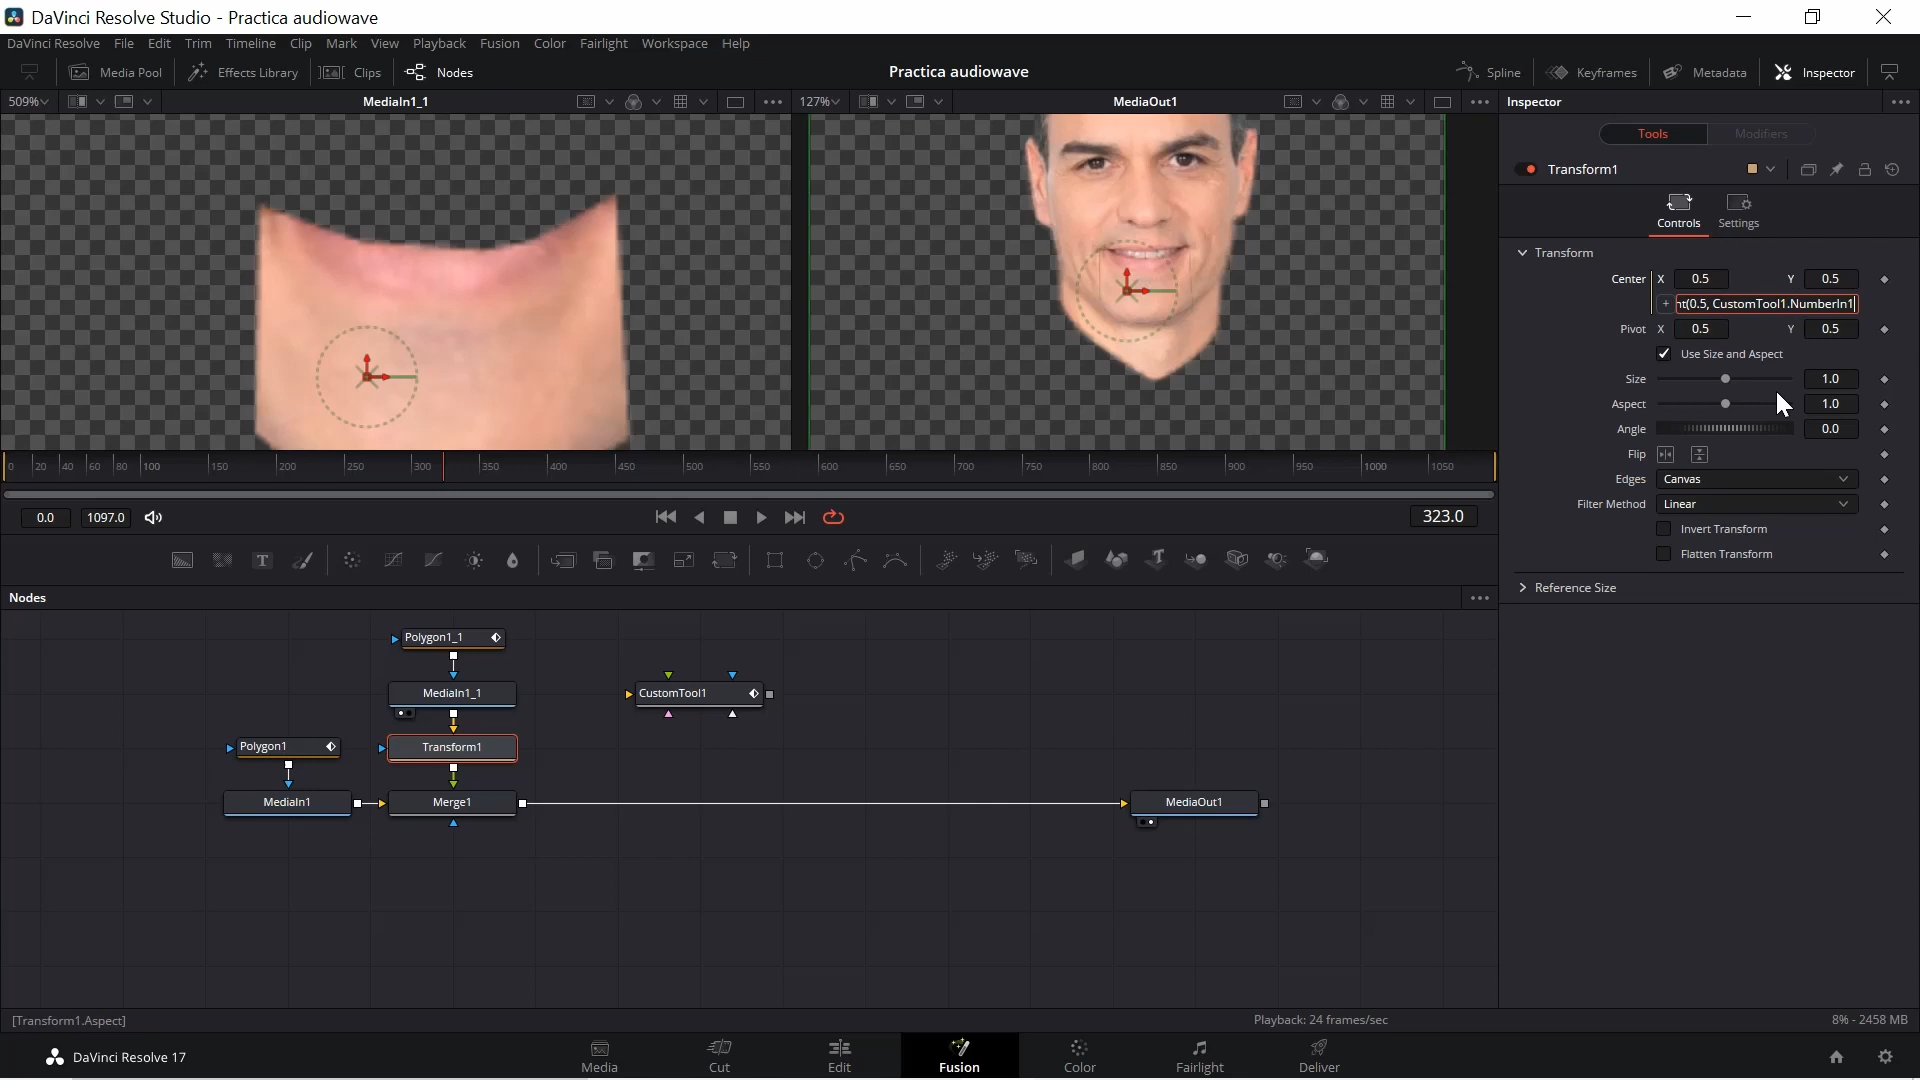 DaVinci Resolve Studio - Practica audiowave
DaVinci Resolve File Edit Trim Timeline Clip Mark View Playback Fusion Color Fairlight Workspace Help
Media Pool Effects Library Clips Nodes Practica audiowave Spline Keyframes Metadata Inspector
509% MediaIn1_1 127% MediaOut1 Inspector
Tools Modifiers
Transform1
Controls Settings
Transform
Center X 0.5 Y 0.5
+ nt(0.5, CustomTool1.NumberIn1
Pivot X 0.5 Y 0.5
Use Size and Aspect
Size 1.0
Aspect 1.0
Angle 0.0
Flip
Edges Canvas
Filter Method Linear
Invert Transform
Flatten Transform
Reference Size
0 20 40 60 80 100 150 200 250 300 350 400 450 500 550 600 650 700 750 800 850 900 950 1000 1050
0.0 1097.0 323.0
Nodes
Polygon1_1
MediaIn1_1 CustomTool1
Polygon1 Transform1
MediaIn1 Merge1 MediaOut1
[Transform1.Aspect] Playback: 24 frames/sec 8% - 2458 MB
DaVinci Resolve 17 Media Cut Edit Fusion Color Fairlight Deliver